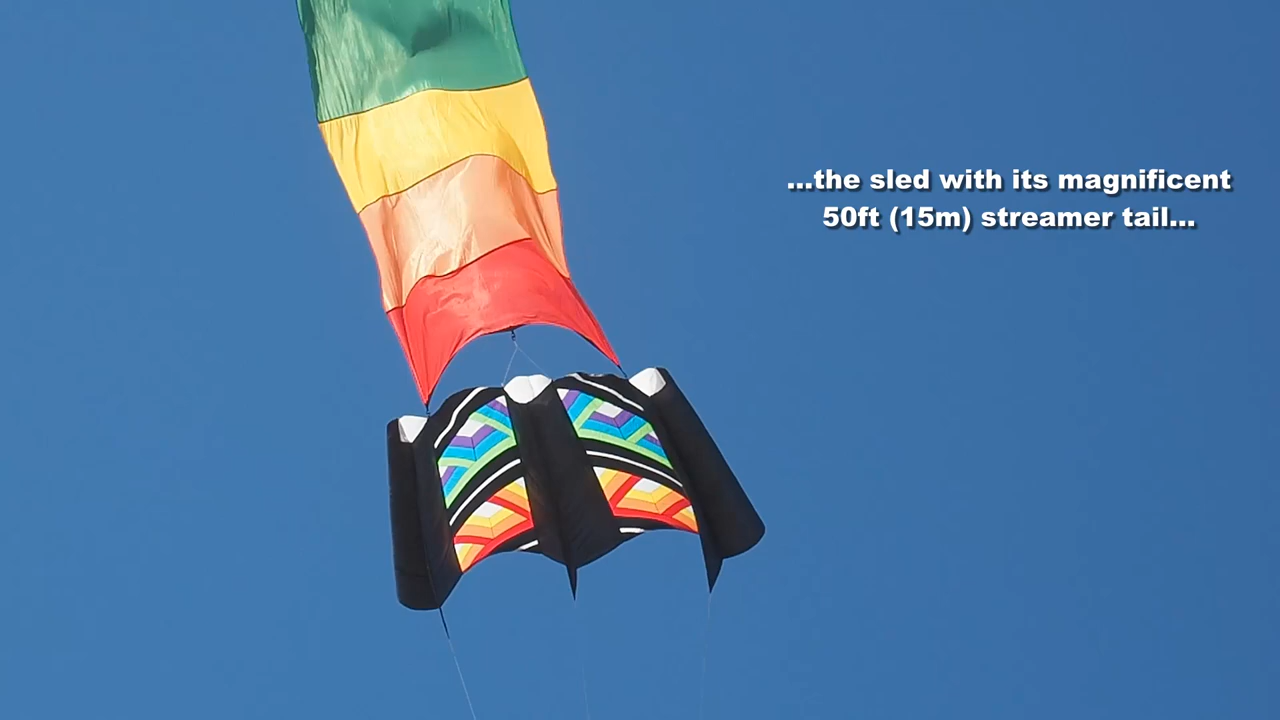 ...the sled with its magnificent
50ft (15m) streamer tail...